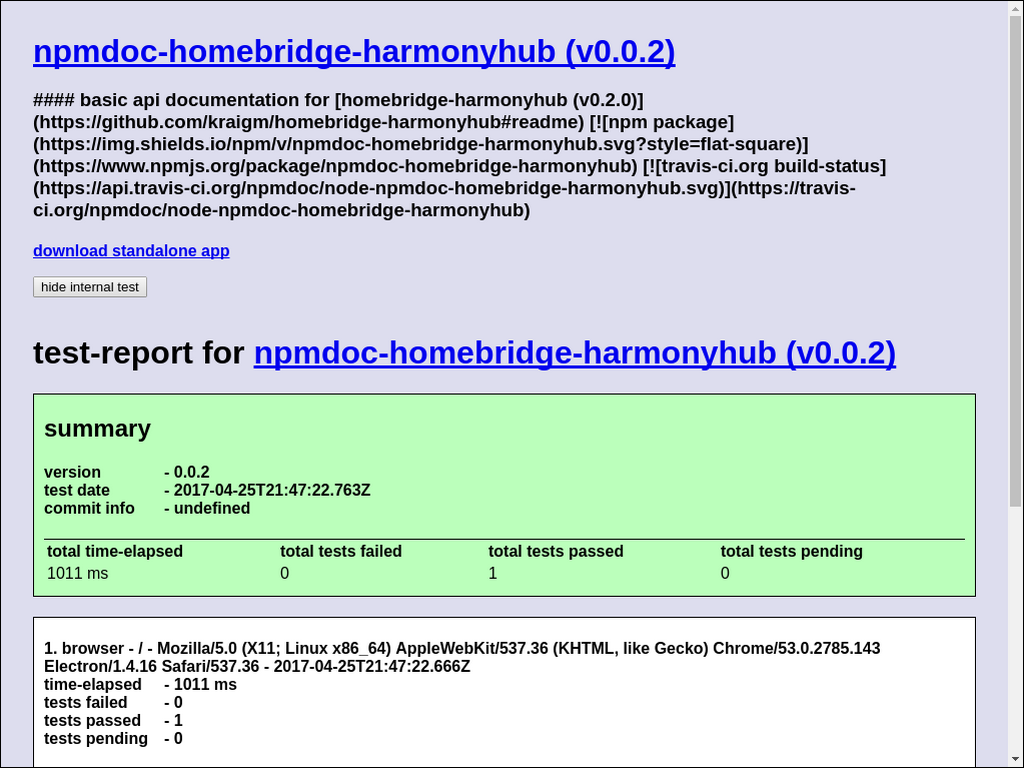 npmdoc-homebridge-harmonyhub (v0.0.2)
#### basic api documentation for [homebridge-harmonyhub (v0.2.0)]
(https://github.com/kraigm/homebridge-harmonyhub#readme) [![npm package]
(https://img.shields.io/npm/v/npmdoc-homebridge-harmonyhub.svg?style=flat-square)]
(https://www.npmjs.org/package/npmdoc-homebridge-harmonyhub) [![travis-ci.org build-status]
(https://api.travis-ci.org/npmdoc/node-npmdoc-homebridge-harmonyhub.svg)](https://travis-
ci.org/npmdoc/node-npmdoc-homebridge-harmonyhub)
download standalone app
hide internal test
test-report for npmdoc-homebridge-harmonyhub (v0.0.2)
summary
version - 0.0.2
test date - 2017-04-25T21:47:22.763Z
commit info - undefined
total time-elapsed total tests failed total tests passed total tests pending
1011 ms 0 1 0
1. browser - / - Mozilla/5.0 (X11; Linux x86_64) AppleWebKit/537.36 (KHTML, like Gecko) Chrome/53.0.2785.143
Electron/1.4.16 Safari/537.36 - 2017-04-25T21:47:22.666Z
time-elapsed - 1011 ms
tests failed - 0
tests passed - 1
tests pending - 0